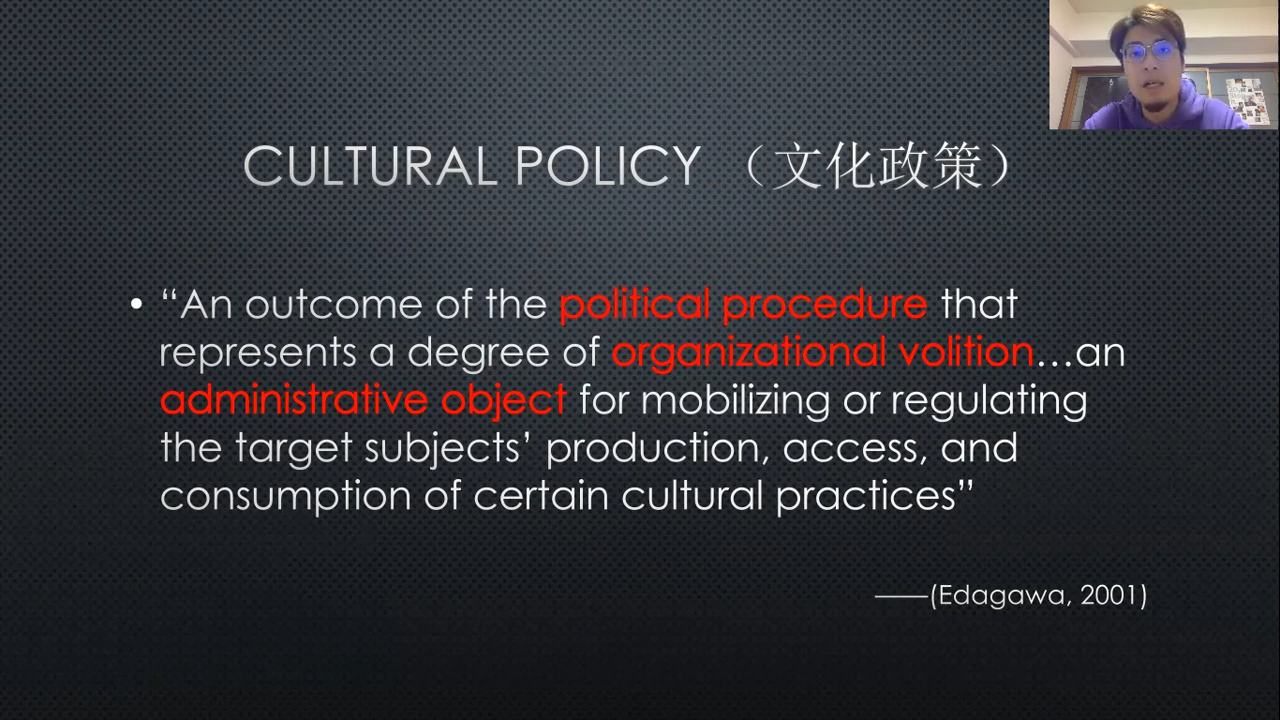 CULTURAL POLICY （文化政策）
• “An outcome of the political procedure that
represents a degree of organizational volition…an
administrative object for mobilizing or regulating
the target subjects’ production, access, and
consumption of certain cultural practices”
——(Edagawa, 2001)